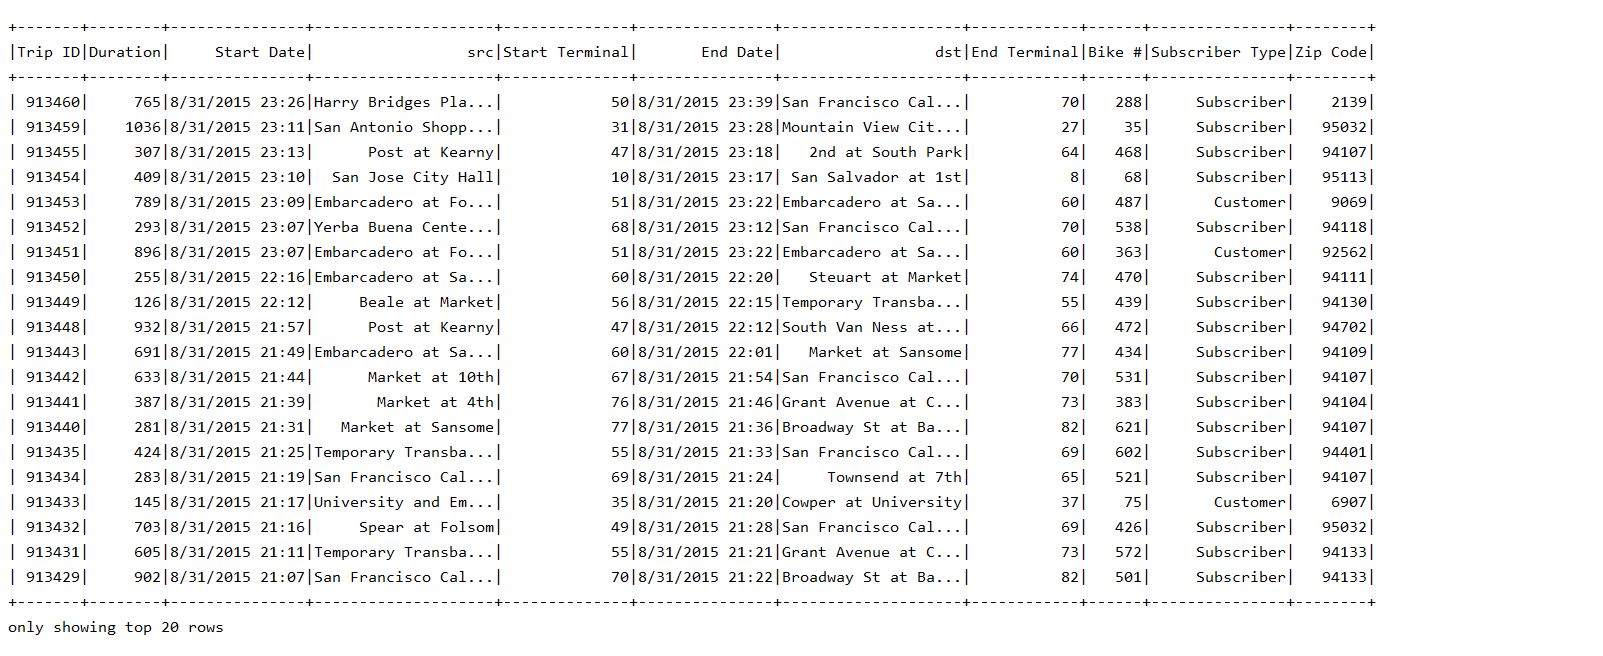 +-------+--------+---------------+--------------------+--------------+---------------+--------------------+------------+------+---------------+--------+
|Trip ID|Duration|     Start Date|                 src|Start Terminal|       End Date|                 dst|End Terminal|Bike #|Subscriber Type|Zip Code|
+-------+--------+---------------+--------------------+--------------+---------------+--------------------+------------+------+---------------+--------+
| 913460|     765|8/31/2015 23:26|Harry Bridges Pla...|            50|8/31/2015 23:39|San Francisco Cal...|          70|   288|     Subscriber|    2139|
| 913459|    1036|8/31/2015 23:11|San Antonio Shopp...|            31|8/31/2015 23:28|Mountain View Cit...|          27|    35|     Subscriber|   95032|
| 913455|     307|8/31/2015 23:13|      Post at Kearny|            47|8/31/2015 23:18|   2nd at South Park|          64|   468|     Subscriber|   94107|
| 913454|     409|8/31/2015 23:10|  San Jose City Hall|            10|8/31/2015 23:17| San Salvador at 1st|           8|    68|     Subscriber|   95113|
| 913453|     789|8/31/2015 23:09|Embarcadero at Fo...|            51|8/31/2015 23:22|Embarcadero at Sa...|          60|   487|       Customer|    9069|
| 913452|     293|8/31/2015 23:07|Yerba Buena Cente...|            68|8/31/2015 23:12|San Francisco Cal...|          70|   538|     Subscriber|   94118|
| 913451|     896|8/31/2015 23:07|Embarcadero at Fo...|            51|8/31/2015 23:22|Embarcadero at Sa...|          60|   363|       Customer|   92562|
| 913450|     255|8/31/2015 22:16|Embarcadero at Sa...|            60|8/31/2015 22:20|   Steuart at Market|          74|   470|     Subscriber|   94111|
| 913449|     126|8/31/2015 22:12|     Beale at Market|            56|8/31/2015 22:15|Temporary Transba...|          55|   439|     Subscriber|   94130|
| 913448|     932|8/31/2015 21:57|      Post at Kearny|            47|8/31/2015 22:12|South Van Ness at...|          66|   472|     Subscriber|   94702|
| 913443|     691|8/31/2015 21:49|Embarcadero at Sa...|            60|8/31/2015 22:01|   Market at Sansome|          77|   434|     Subscriber|   94109|
| 913442|     633|8/31/2015 21:44|      Market at 10th|            67|8/31/2015 21:54|San Francisco Cal...|          70|   531|     Subscriber|   94107|
| 913441|     387|8/31/2015 21:39|       Market at 4th|            76|8/31/2015 21:46|Grant Avenue at C...|          73|   383|     Subscriber|   94104|
| 913440|     281|8/31/2015 21:31|   Market at Sansome|            77|8/31/2015 21:36|Broadway St at Ba...|          82|   621|     Subscriber|   94107|
| 913435|     424|8/31/2015 21:25|Temporary Transba...|            55|8/31/2015 21:33|San Francisco Cal...|          69|   602|     Subscriber|   94401|
| 913434|     283|8/31/2015 21:19|San Francisco Cal...|            69|8/31/2015 21:24|     Townsend at 7th|          65|   521|     Subscriber|   94107|
| 913433|     145|8/31/2015 21:17|University and Em...|            35|8/31/2015 21:20|Cowper at University|          37|    75|       Customer|    6907|
| 913432|     703|8/31/2015 21:16|     Spear at Folsom|            49|8/31/2015 21:28|San Francisco Cal...|          69|   426|     Subscriber|   95032|
| 913431|     605|8/31/2015 21:11|Temporary Transba...|            55|8/31/2015 21:21|Grant Avenue at C...|          73|   572|     Subscriber|   94133|
| 913429|     902|8/31/2015 21:07|San Francisco Cal...|            70|8/31/2015 21:22|Broadway St at Ba...|          82|   501|     Subscriber|   94133|
+-------+--------+---------------+--------------------+--------------+---------------+--------------------+------------+------+---------------+--------+
only showing top 20 rows